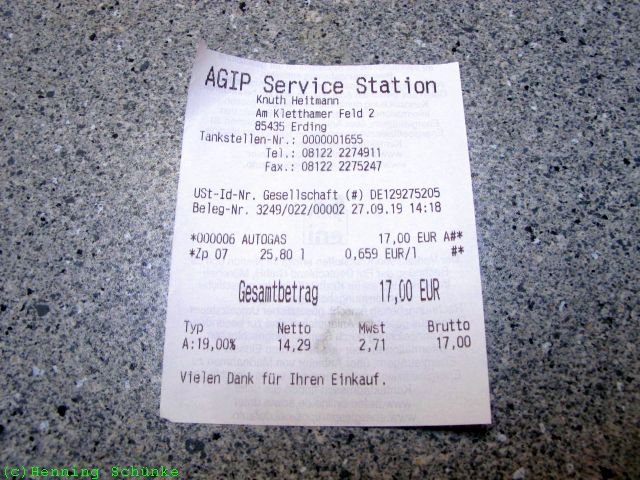 AGIP Service Station
Knuth Heitmann
Am Kletthamer Feld 2
85435 Erding
Tankstellen-Nr.: 0000001655
Tel.: 08122 2274911
Fax.: 08122 2275247
USt-Id-Nr. Gesellschaft (#) DE129275205
Beleg-Nr. 3249/022/00002 27.09.19 14:18
*000006 AUTOGAS 17,00 EUR A#*
*Zp 07 25,80 l 0,659 EUR/l #*
Gesamtbetrag 17,00 EUR
Typ Netto Mwst Brutto
A:19,00% 14,29 2,71 17,00
Vielen Dank für Ihren Einkauf.
(c)Henning Schünke